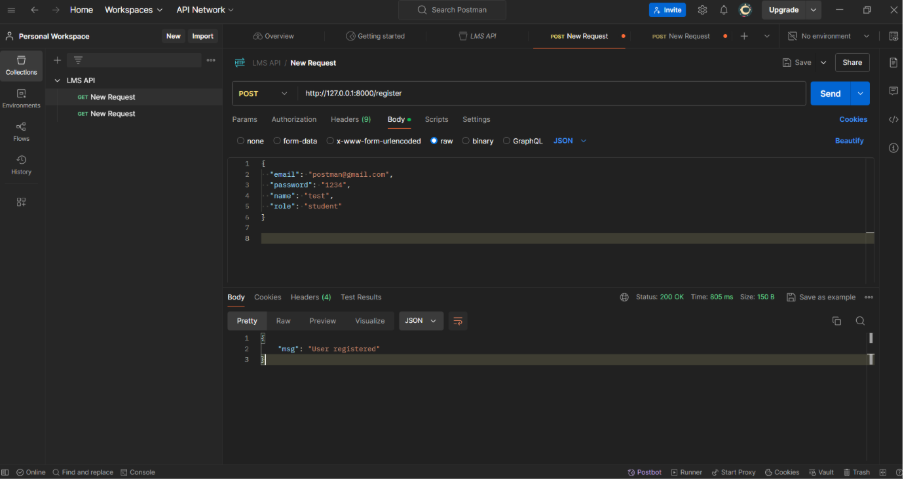 Home Workspaces API Network Search Postman Invite Upgrade
Personal Workspace New Import Overview Getting started LMS API POST New Request POST New Request No environment
Collections
Environments
Flows
History
LMS API
GET New Request
GET New Request
LMS API / New Request Save Share
POST http://127.0.0.1:8000/register Send
Params Authorization Headers (9) Body Scripts Settings Cookies
none form-data x-www-form-urlencoded raw binary GraphQL JSON Beautify
1 {
2 "email": "postman@gmail.com",
3 "password": "1234",
4 "name": "test",
5 "role": "student"
6 }
7
8
Body Cookies Headers (4) Test Results Status: 200 OK Time: 805 ms Size: 150 B Save as example
Pretty Raw Preview Visualize JSON
1 {
2 "msg": "User registered"
3 }
Online Find and replace Console Postbot Runner Start Proxy Cookies Vault Trash